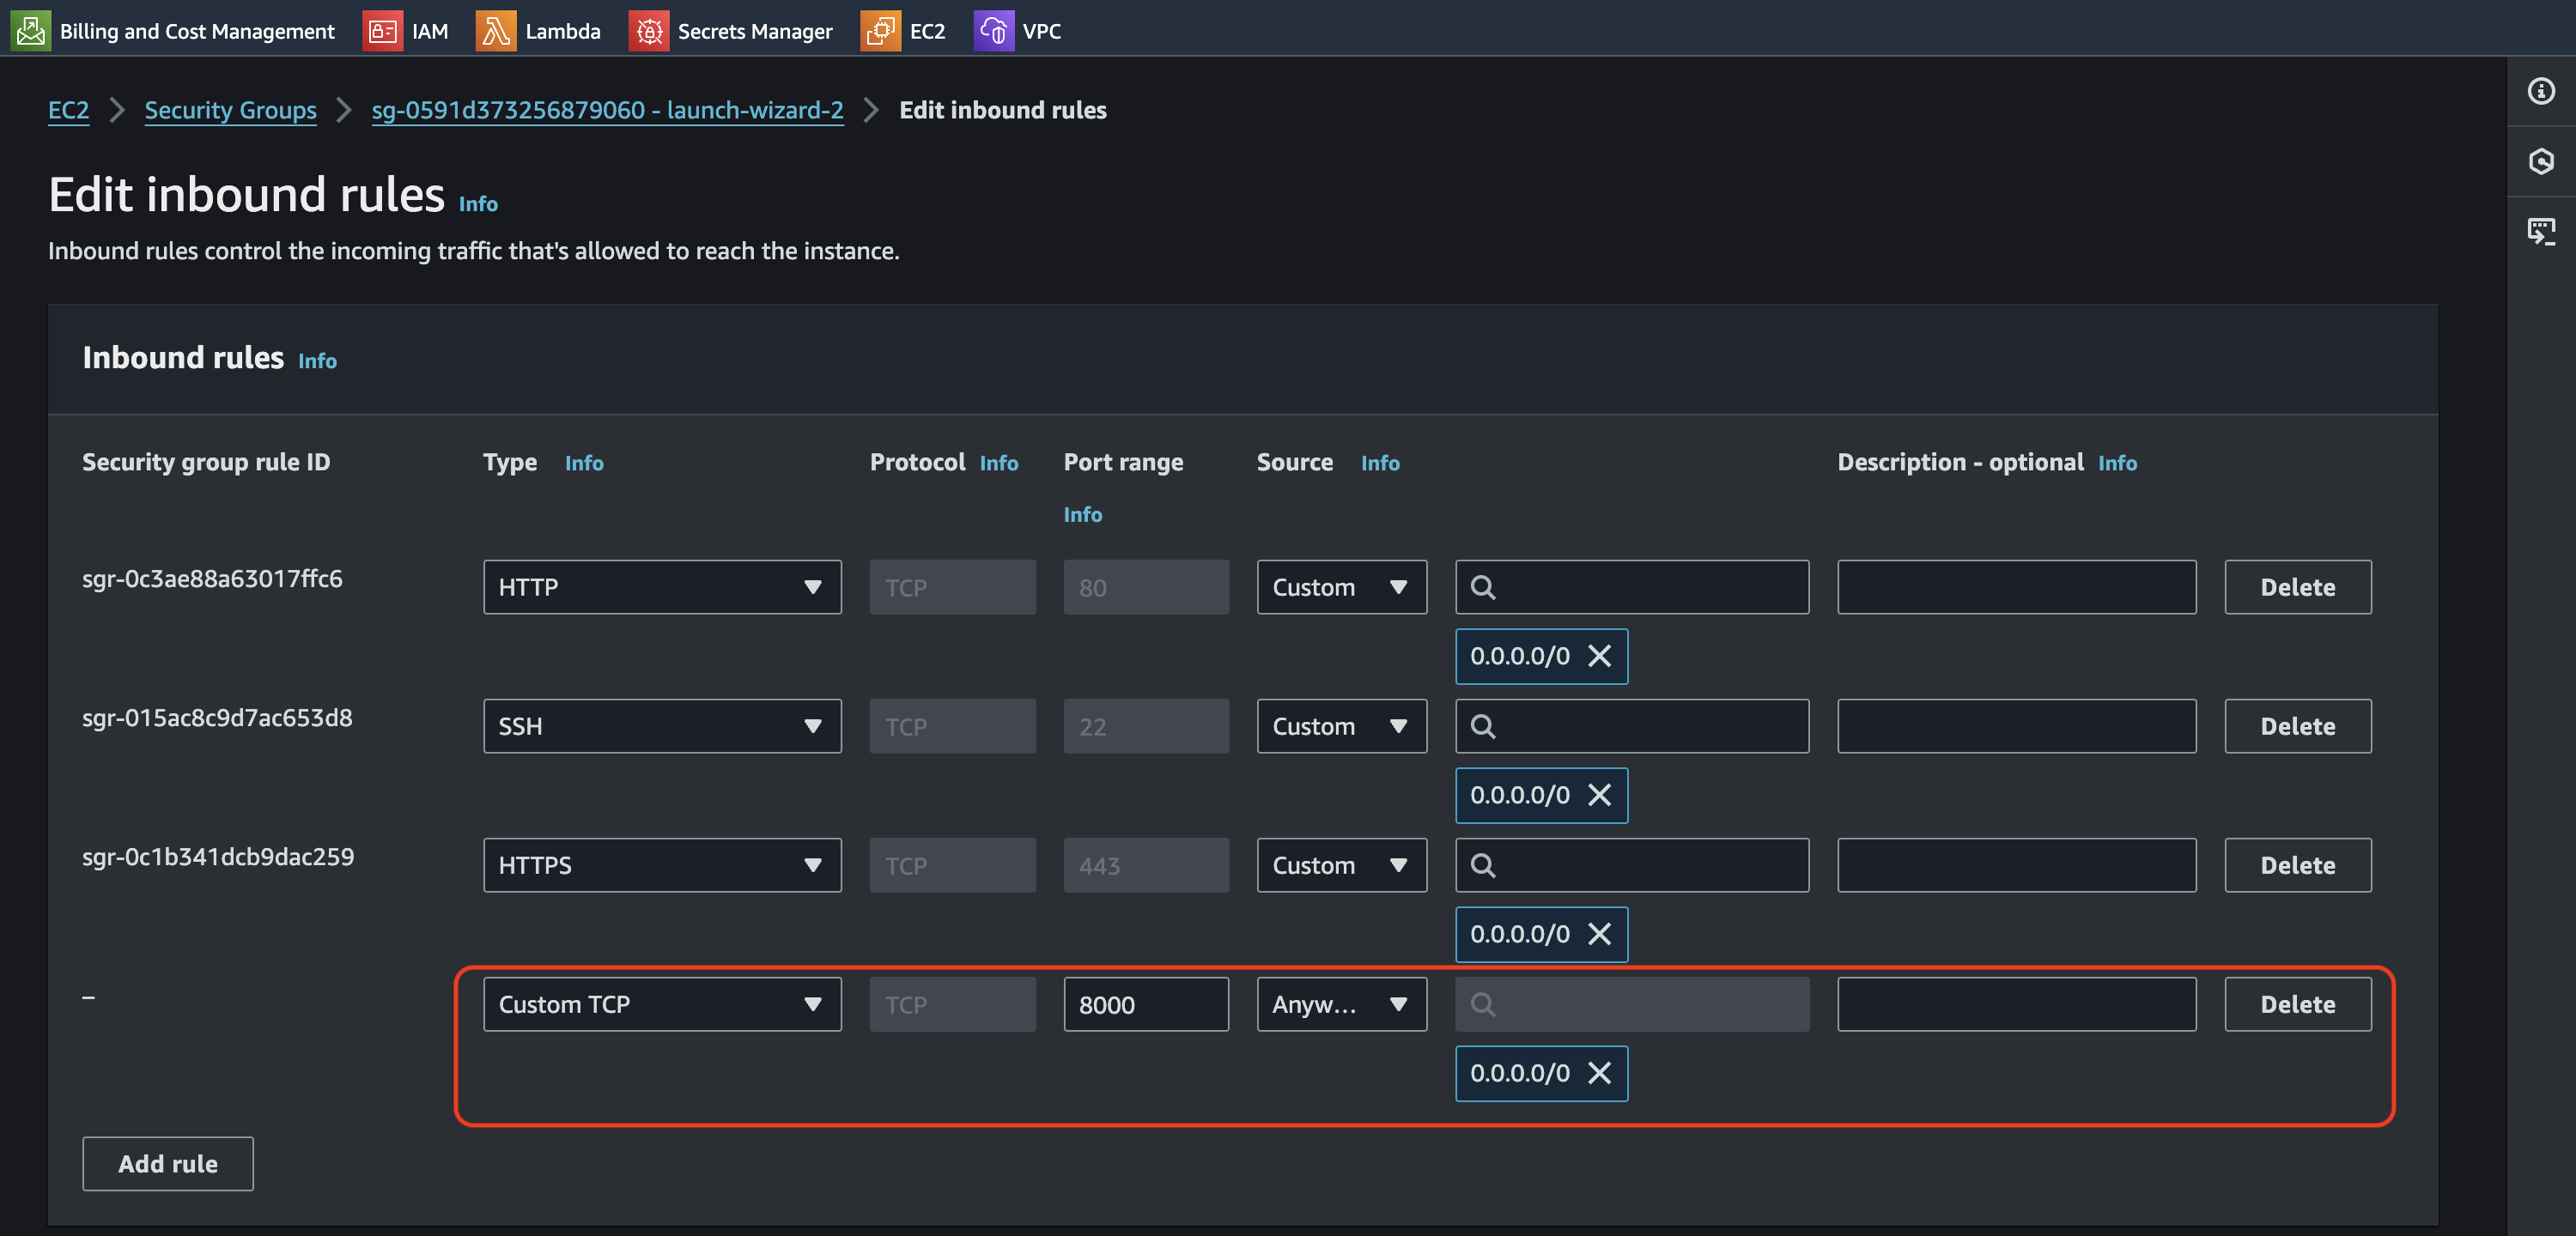 Billing and Cost Management IAM Lambda Secrets Manager EC2 VPC
EC2 Security Groups sg-0591d373256879060 - launch-wizard-2 Edit inbound rules
Edit inbound rules Info
Inbound rules control the incoming traffic that's allowed to reach the instance.
Inbound rules Info
Security group rule ID Type Info Protocol Info Port range Source Info Description - optional Info
Info
sgr-0c3ae88a63017ffc6 HTTP TCP 80 Custom Delete
0.0.0.0/0
sgr-015ac8c9d7ac653d8 SSH TCP 22 Custom Delete
0.0.0.0/0
sgr-0c1b341dcb9dac259 HTTPS TCP 443 Custom Delete
0.0.0.0/0
– Custom TCP TCP 8000 Anyw... Delete
0.0.0.0/0
Add rule